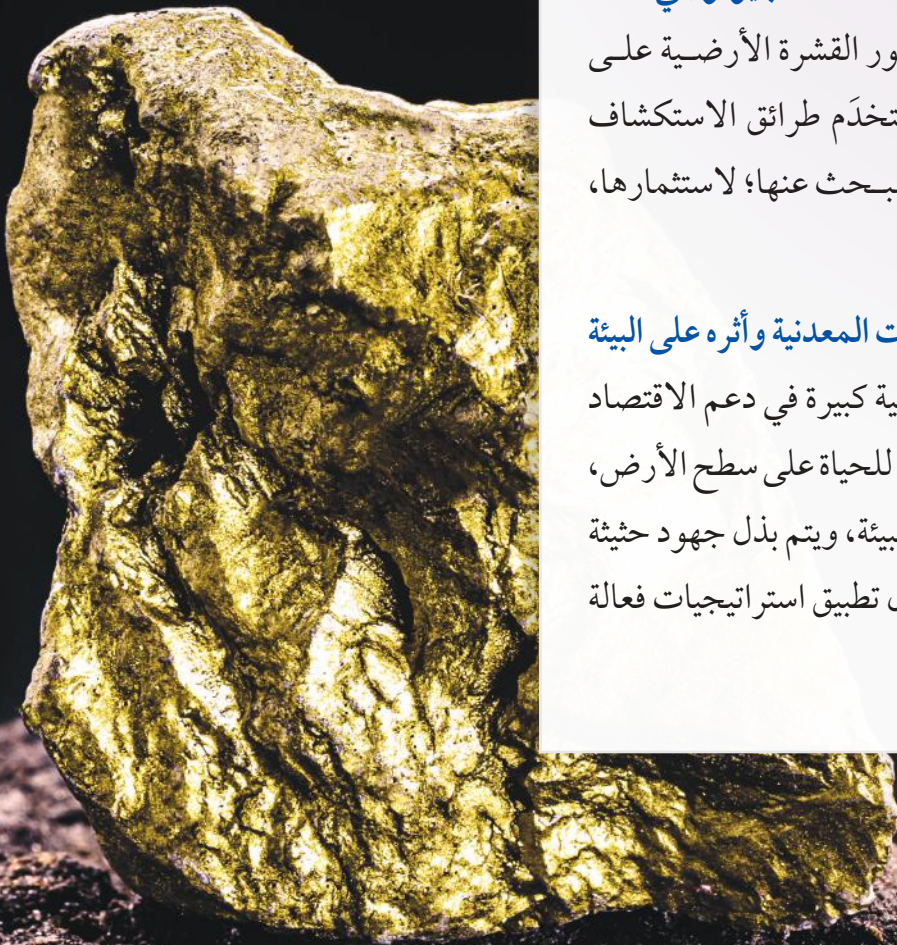 ور القشرة الأرضية على
تخدَم طرائق الاستكشاف
بحث عنها؛ لاستثمارها،
ت المعدنية وأثره على البيئة
ية كبيرة في دعم الاقتصاد
للحياة على سطح الأرض،
بيئة، ويتم بذل جهود حثيثة
تطبيق استراتيجيات فعالة